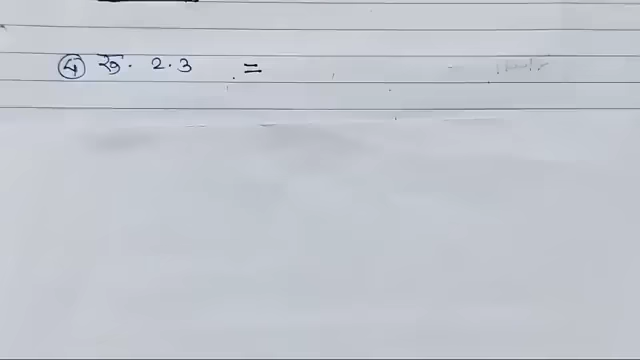 ④ રૂ. 2.3 =